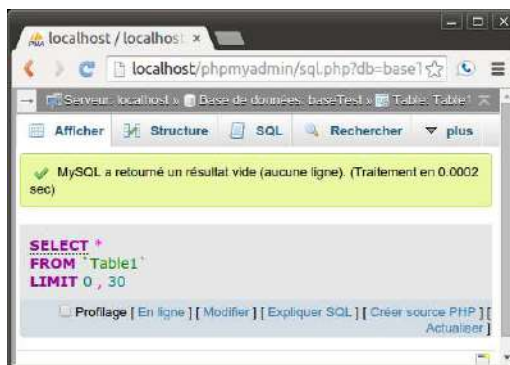 localhost / localhost ×
localhost/phpmyadmin/sql.php?db=base1
Serveur: localhost » Base de données: baseTest » Table: Table1
Afficher Structure SQL Rechercher plus
MySQL a retourné un résultat vide (aucune ligne). (Traitement en 0.0002
sec)
SELECT *
FROM `Table1`
LIMIT 0 , 30
Profilage [ En ligne ] [ Modifier ] [ Expliquer SQL ] [ Créer source PHP ] [
Actualiser ]